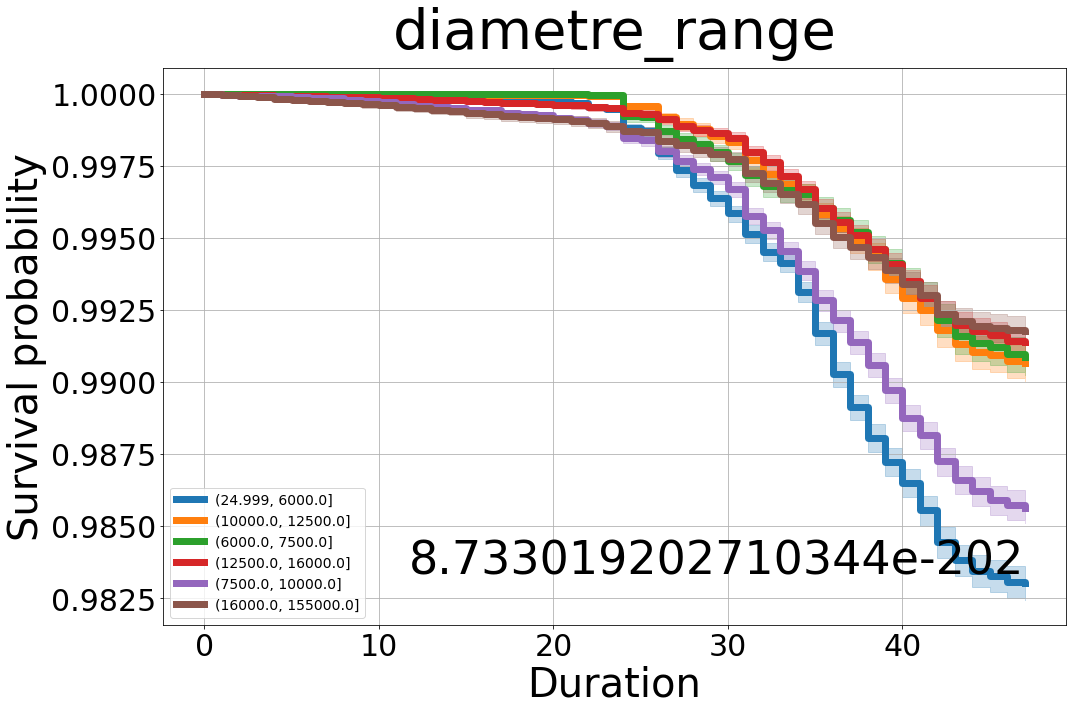 diametre_range
Survival probability
1.0000
0.9975
0.9950
0.9925
0.9900
0.9875
0.9850
0.9825
(24.999, 6000.0]
(10000.0, 12500.0]
(6000.0, 7500.0]
(12500.0, 16000.0]
(7500.0, 10000.0]
(16000.0, 155000.0]
8.733019202710344e-202
0 10 20 30 40
Duration